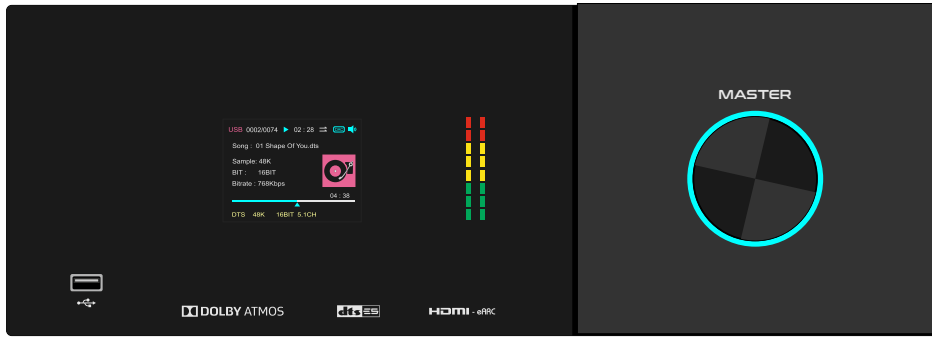 MASTER
USB 0002/0074 02 : 28
Song : 01 Shape Of You.dts
Sample: 48K
BIT : 16BIT
Bitrate : 768Kbps
04 : 38
DTS 48K 16BIT 5.1CH
DOLBY ATMOS
dts ES
HDMI - eARC